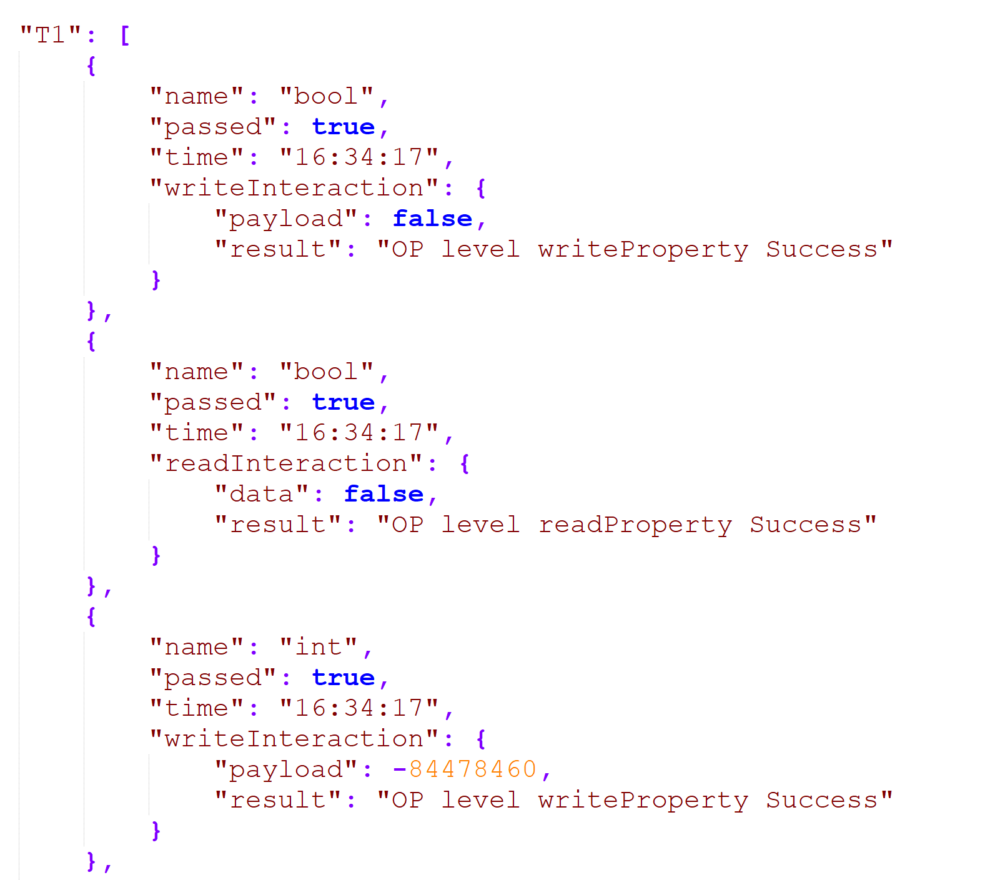 "T1": [
    {
        "name": "bool",
        "passed": true,
        "time": "16:34:17",
        "writeInteraction": {
            "payload": false,
            "result": "OP level writeProperty Success"
        }
    },
    {
        "name": "bool",
        "passed": true,
        "time": "16:34:17",
        "readInteraction": {
            "data": false,
            "result": "OP level readProperty Success"
        }
    },
    {
        "name": "int",
        "passed": true,
        "time": "16:34:17",
        "writeInteraction": {
            "payload": -84478460,
            "result": "OP level writeProperty Success"
        }
    },